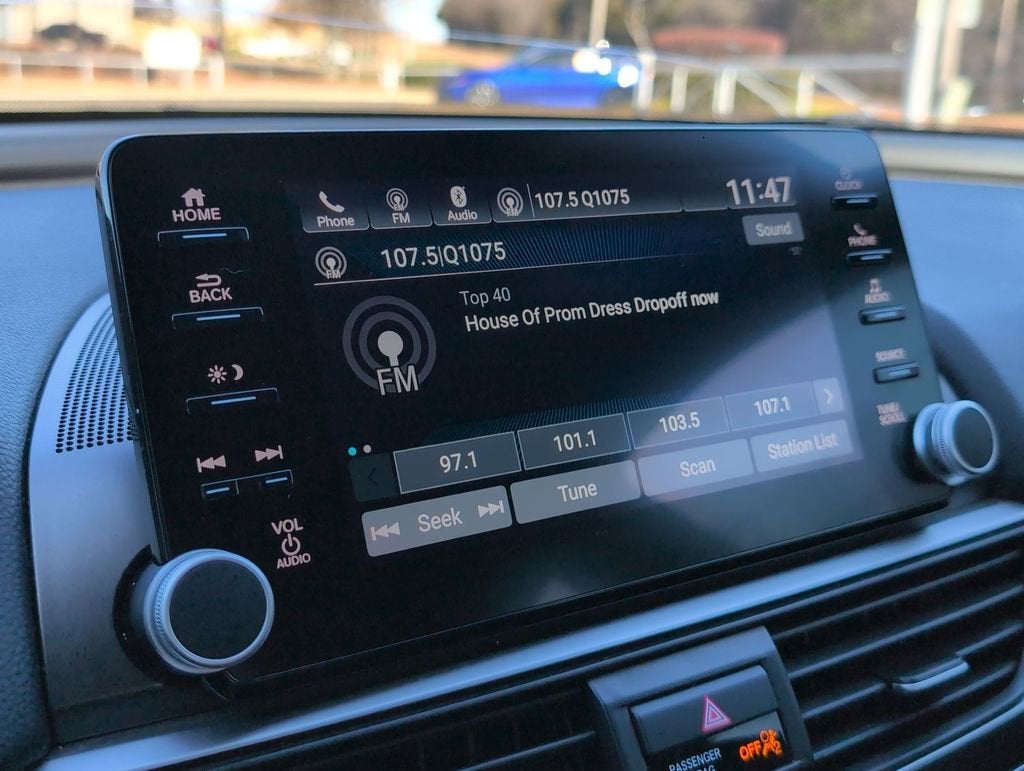 HOME
BACK
VOL
AUDIO
Phone
FM
Audio
107.5 Q1075
11:47
FM
107.5|Q1075
Sound
FM
Top 40
House Of Prom Dress Dropoff now
97.1
101.1
103.5
107.1
Seek
Tune
Scan
Station List
CLOCK
PHONE
AUDIO
SOURCE
TUNE/
SCROLL
PASSENGER
OFF